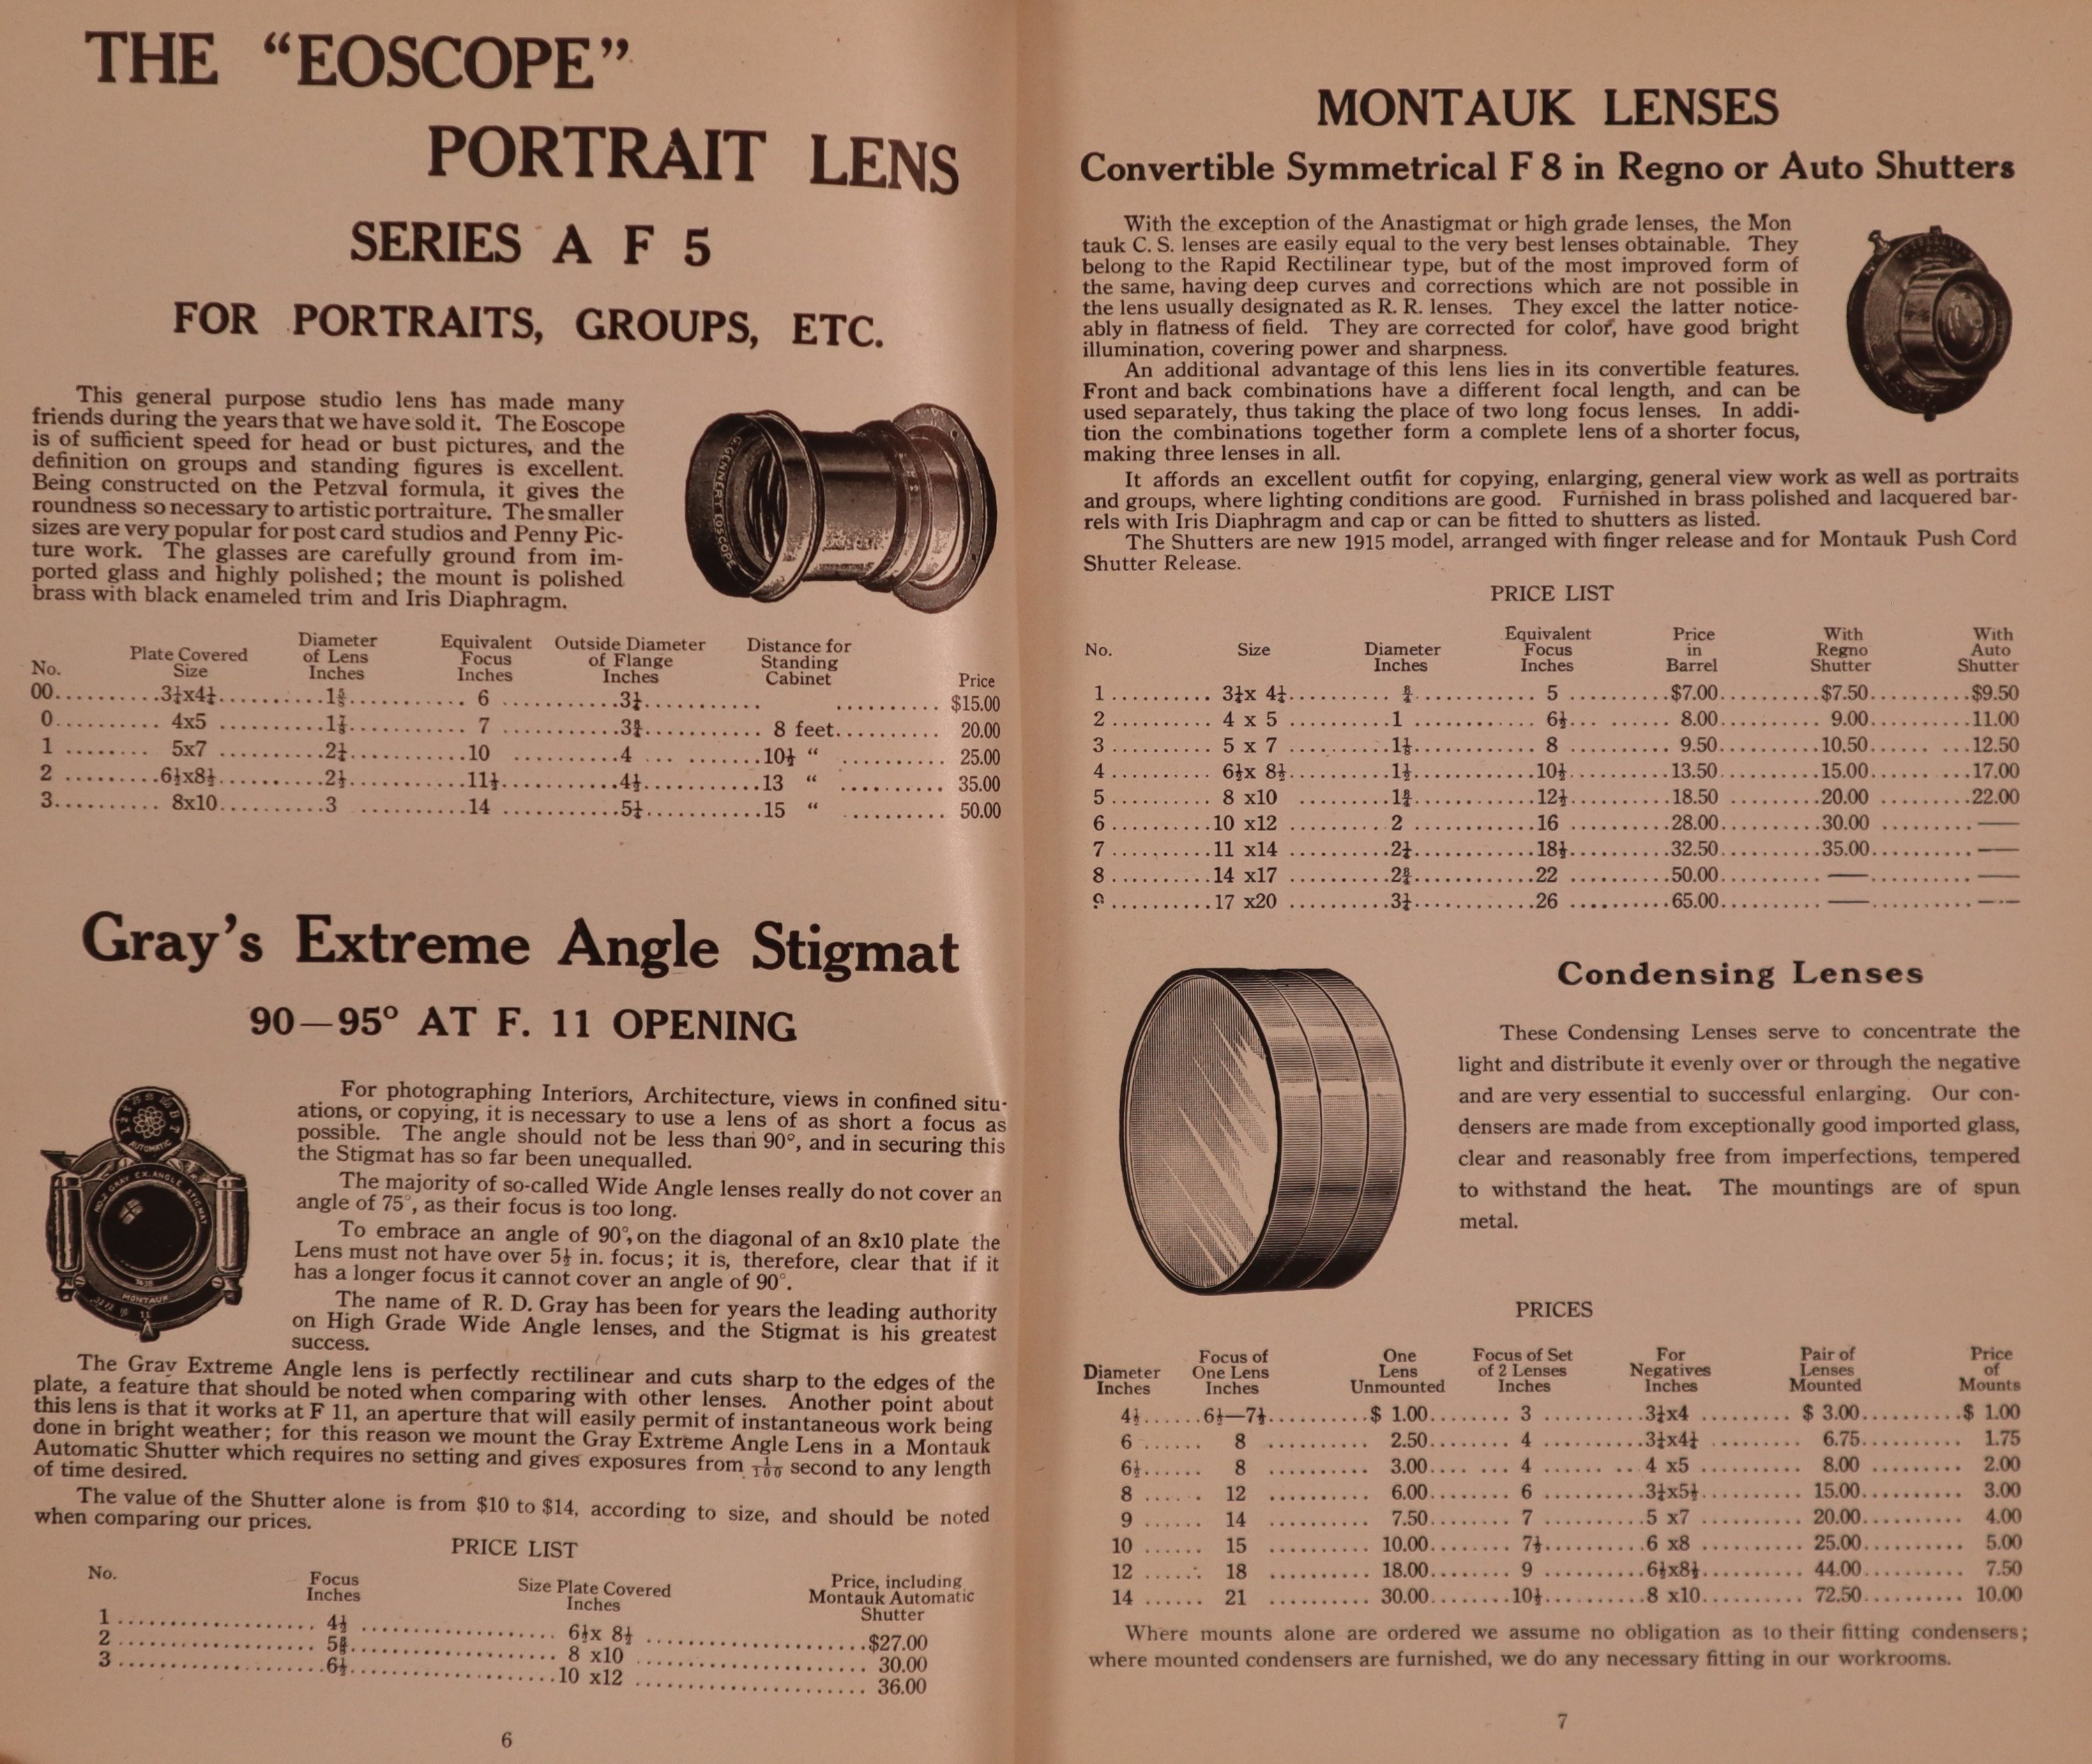 THE "EOSCOPE"
PORTRAIT LENS
SERIES A F 5
FOR PORTRAITS, GROUPS, ETC.
This general purpose studio lens has made many
friends during the years that we have sold it. The Eoscope
is of sufficient speed for head or bust pictures, and the
definition on groups and standing figures is excellent.
Being constructed on the Petzval formula, it gives the
roundness so necessary to artistic portraiture. The smaller
sizes are very popular for post card studios and Penny Pic-
ture work. The glasses are carefully ground from im-
ported glass and highly polished; the mount is polished
brass with black enameled trim and Iris Diaphragm.
No. Plate Covered Size Diameter of Lens Inches Equivalent Focus Inches Outside Diameter of Flange Inches Distance for Standing Cabinet Price
00 3¼x4¼ 1⅝ 6 3¼ $15.00
0 4x5 1⅞ 7 3¾ 8 feet 20.00
1 5x7 2¼ 10 4 10½ " 25.00
2 6½x8½ 2½ 11½ 4½ 13 " 35.00
3 8x10 3 14 5¼ 15 " 50.00
Gray's Extreme Angle Stigmat
90—95° AT F. 11 OPENING
For photographing Interiors, Architecture, views in confined situ-
ations, or copying, it is necessary to use a lens of as short a focus as
possible. The angle should not be less than 90°, and in securing this
the Stigmat has so far been unequalled.
The majority of so-called Wide Angle lenses really do not cover an
angle of 75°, as their focus is too long.
To embrace an angle of 90°, on the diagonal of an 8x10 plate the
Lens must not have over 5½ in. focus; it is, therefore, clear that if it
has a longer focus it cannot cover an angle of 90°.
The name of R. D. Gray has been for years the leading authority
on High Grade Wide Angle lenses, and the Stigmat is his greatest
success.
The Gray Extreme Angle lens is perfectly rectilinear and cuts sharp to the edges of the
plate, a feature that should be noted when comparing with other lenses. Another point about
this lens is that it works at F 11, an aperture that will easily permit of instantaneous work being
done in bright weather; for this reason we mount the Gray Extreme Angle Lens in a Montauk
Automatic Shutter which requires no setting and gives exposures from 1/100 second to any length
of time desired.
The value of the Shutter alone is from $10 to $14, according to size, and should be noted
when comparing our prices.
PRICE LIST
No. Focus Inches Size Plate Covered Inches Price, including Montauk Automatic Shutter
1 4½ 6½x 8½ $27.00
2 5⅜ 8 x10 30.00
3 6½ 10 x12 36.00
6
MONTAUK LENSES
Convertible Symmetrical F 8 in Regno or Auto Shutters
With the exception of the Anastigmat or high grade lenses, the Mon
tauk C. S. lenses are easily equal to the very best lenses obtainable. They
belong to the Rapid Rectilinear type, but of the most improved form of
the same, having deep curves and corrections which are not possible in
the lens usually designated as R. R. lenses. They excel the latter notice-
ably in flatness of field. They are corrected for color, have good bright
illumination, covering power and sharpness.
An additional advantage of this lens lies in its convertible features.
Front and back combinations have a different focal length, and can be
used separately, thus taking the place of two long focus lenses. In addi-
tion the combinations together form a complete lens of a shorter focus,
making three lenses in all.
It affords an excellent outfit for copying, enlarging, general view work as well as portraits
and groups, where lighting conditions are good. Furnished in brass polished and lacquered bar-
rels with Iris Diaphragm and cap or can be fitted to shutters as listed.
The Shutters are new 1915 model, arranged with finger release and for Montauk Push Cord
Shutter Release.
PRICE LIST
No. Size Diameter Inches Equivalent Focus Inches Price in Barrel With Regno Shutter With Auto Shutter
1 3¼x 4¼ ¾ 5 $7.00 $7.50 $9.50
2 4 x 5 1 6½ 8.00 9.00 11.00
3 5 x 7 1⅛ 8 9.50 10.50 12.50
4 6½x 8½ 1½ 10½ 13.50 15.00 17.00
5 8 x10 1¾ 12½ 18.50 20.00 22.00
6 10 x12 2 16 28.00 30.00 —
7 11 x14 2¼ 18½ 32.50 35.00 —
8 14 x17 2¾ 22 50.00 — —
9 17 x20 3¼ 26 65.00 — —
Condensing Lenses
These Condensing Lenses serve to concentrate the
light and distribute it evenly over or through the negative
and are very essential to successful enlarging. Our con-
densers are made from exceptionally good imported glass,
clear and reasonably free from imperfections, tempered
to withstand the heat. The mountings are of spun
metal.
PRICES
Diameter Inches Focus of One Lens Inches One Lens Unmounted Focus of Set of 2 Lenses Inches For Negatives Inches Pair of Lenses Mounted Price of Mounts
4½ 6½—7½ $ 1.00 3 3¼x4 $ 3.00 $ 1.00
6 8 2.50 4 3¼x4¼ 6.75 1.75
6½ 8 3.00 4 4 x5 8.00 2.00
8 12 6.00 6 3¼x5½ 15.00 3.00
9 14 7.50 7 5 x7 20.00 4.00
10 15 10.00 7½ 6 x8 25.00 5.00
12 18 18.00 9 6½x8½ 44.00 7.50
14 21 30.00 10½ 8 x10 72.50 10.00
Where mounts alone are ordered we assume no obligation as to their fitting condensers;
where mounted condensers are furnished, we do any necessary fitting in our workrooms.
7